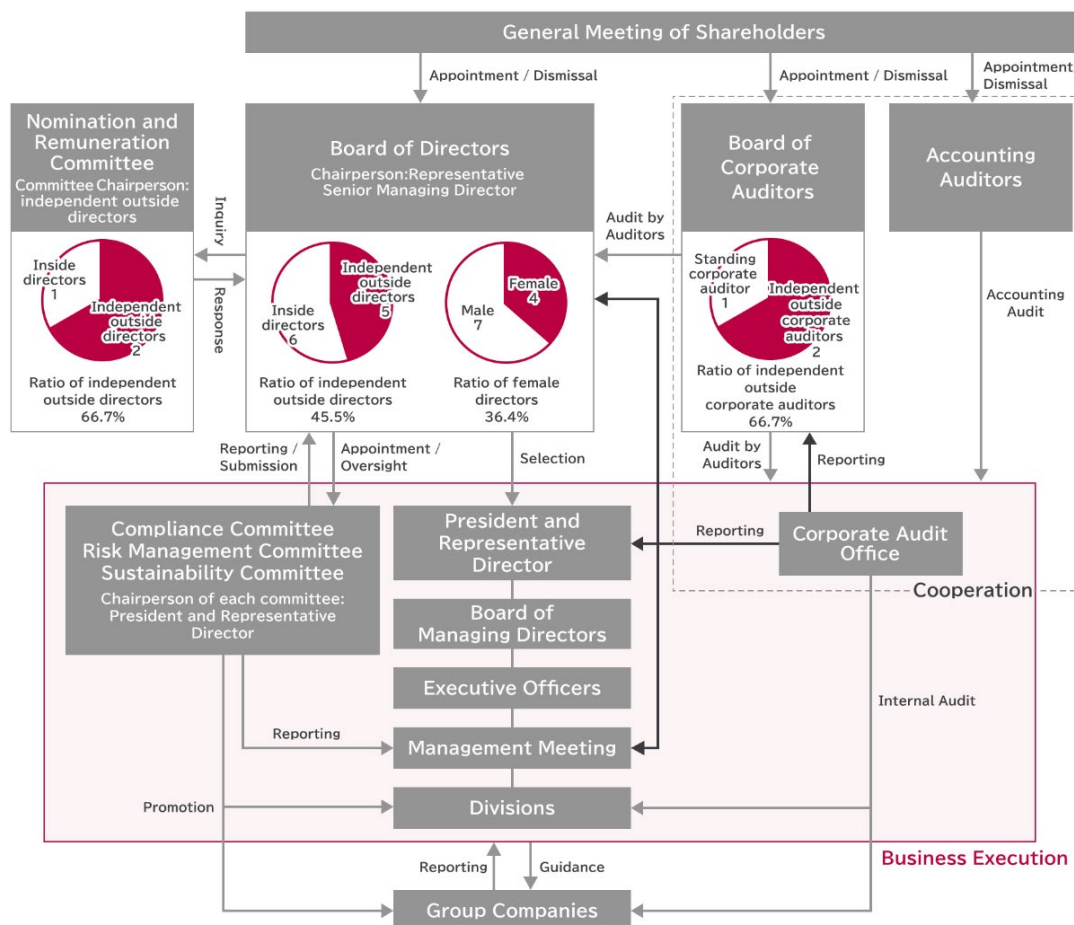 General Meeting of Shareholders
Appointment / Dismissal
Appointment / Dismissal
Appointment
Dismissal
Nomination and
Remuneration
Committee
Committee Chairperson:
independent outside
directors
Board of Directors
Chairperson:Representative
Senior Managing Director
Board of
Corporate
Auditors
Accounting
Auditors
Inquiry
Response
Audit by
Auditors
Inside
directors
1
Independent
outside
directors
2
Ratio of independent
outside directors
66.7%
Independent
outside
directors
5
Inside
directors 6
Ratio of independent
outside directors
45.5%
Female
4
Male
7
Ratio of female
directors
36.4%
Standing
corporate
auditor
1
Independent
outside
corporate
auditors
2
Ratio of independent
outside
corporate auditors
66.7%
Accounting
Audit
Reporting /
Submission
Appointment /
Oversight
Selection
Audit by
Auditors
Reporting
Compliance Committee
Risk Management Committee
Sustainability Committee
Chairperson of each committee:
President and Representative
Director
President and
Representative
Director
Reporting
Corporate Audit
Office
Cooperation
Board of
Managing Directors
Executive Officers
Internal Audit
Reporting
Management Meeting
Promotion
Divisions
Business Execution
Reporting
Guidance
Group Companies